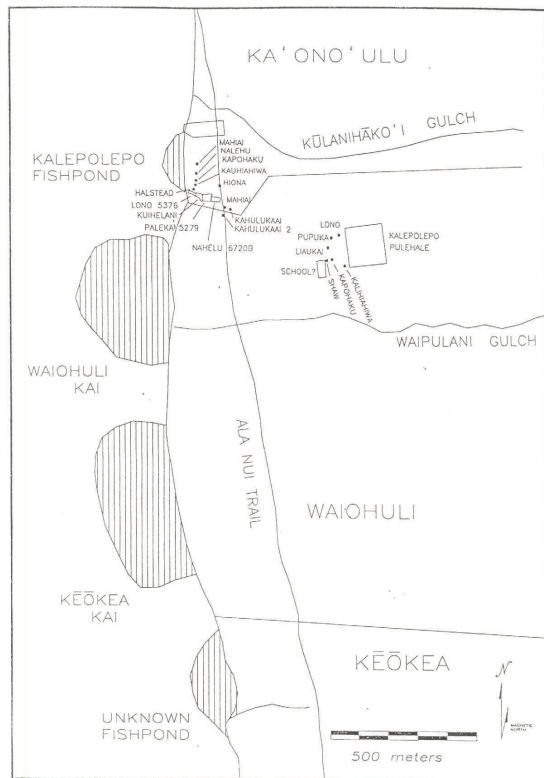 KA'ONO'ULU
KŪLANIHĀKO'I GULCH
KALEPOLEPO
FISHPOND
MAHIAI
NALEHU
KAPOHAKU
KAUHIAHIWA
HIONA
HALSTEAD
LONO 5376
KUIHELANI
PALEKAI 5279
MAHIAI
KAHULUKAAI
KAHULUKAAI 2
NAHELU 6720B
LONO
PUPUKA
LIAUKAI
SCHOOL?
SHAW
KAPOHAKU
KALIHIAHIWA
KALEPOLEPO
PULEHALE
WAIPULANI GULCH
WAIOHULI
KAI
ALA NUI TRAIL
WAIOHULI
KĒŌKEA
KAI
KĒŌKEA
UNKNOWN
FISHPOND
N
MAGNETIC
NORTH
500 meters